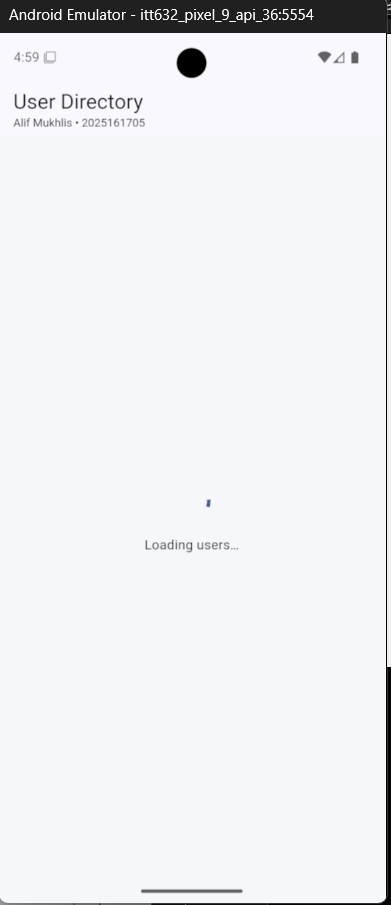 Android Emulator - itt632_pixel_9_api_36:5554
4:59
User Directory
Alif Mukhlis • 2025161705
Loading users...